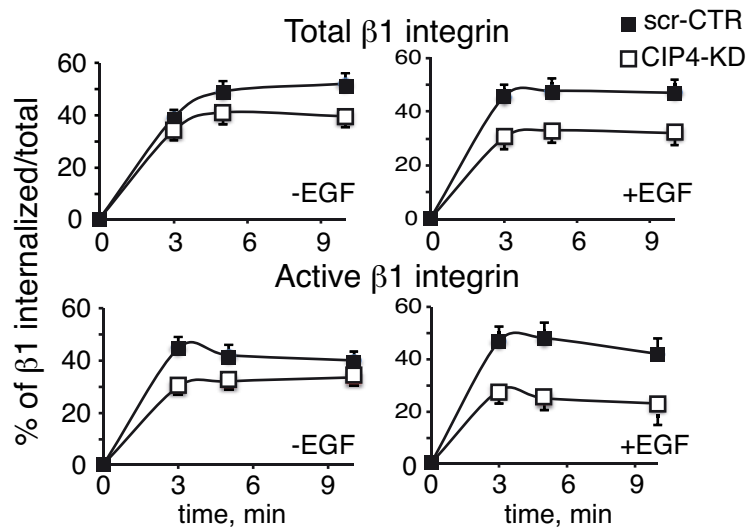 Total β1 integrin
scr-CTR
CIP4-KD
% of β1 internalized/total
60
40
20
0
-EGF
0 3 6 9
60
40
20
0
+EGF
0 3 6 9
Active β1 integrin
60
40
20
0
-EGF
0 3 6 9
time, min
60
40
20
0
+EGF
0 3 6 9
time, min